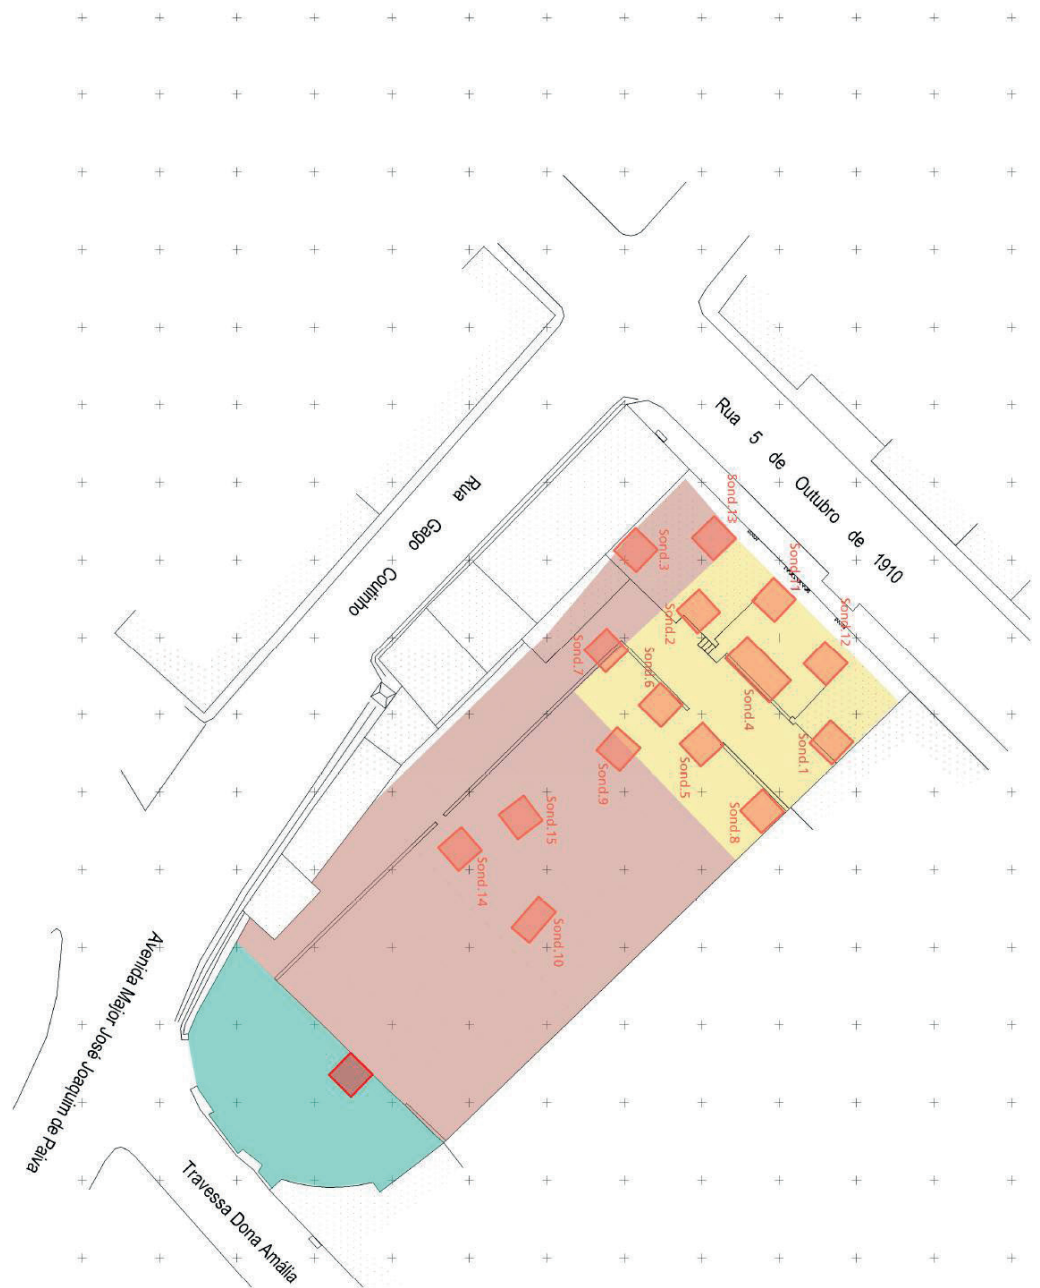 Rua 5 de Outubro de 1910
Rua Gago Coutinho
Sond.13
Sond.3
Sond.11
Sond.12
Sond.2
Sond.7
Sond.6
Sond.4
Sond.1
Sond.5
Sond.9
Sond.8
Sond.15
Sond.14
Sond.10
Avenida Major José Joaquim de Paiva
Travessa Dona Amália